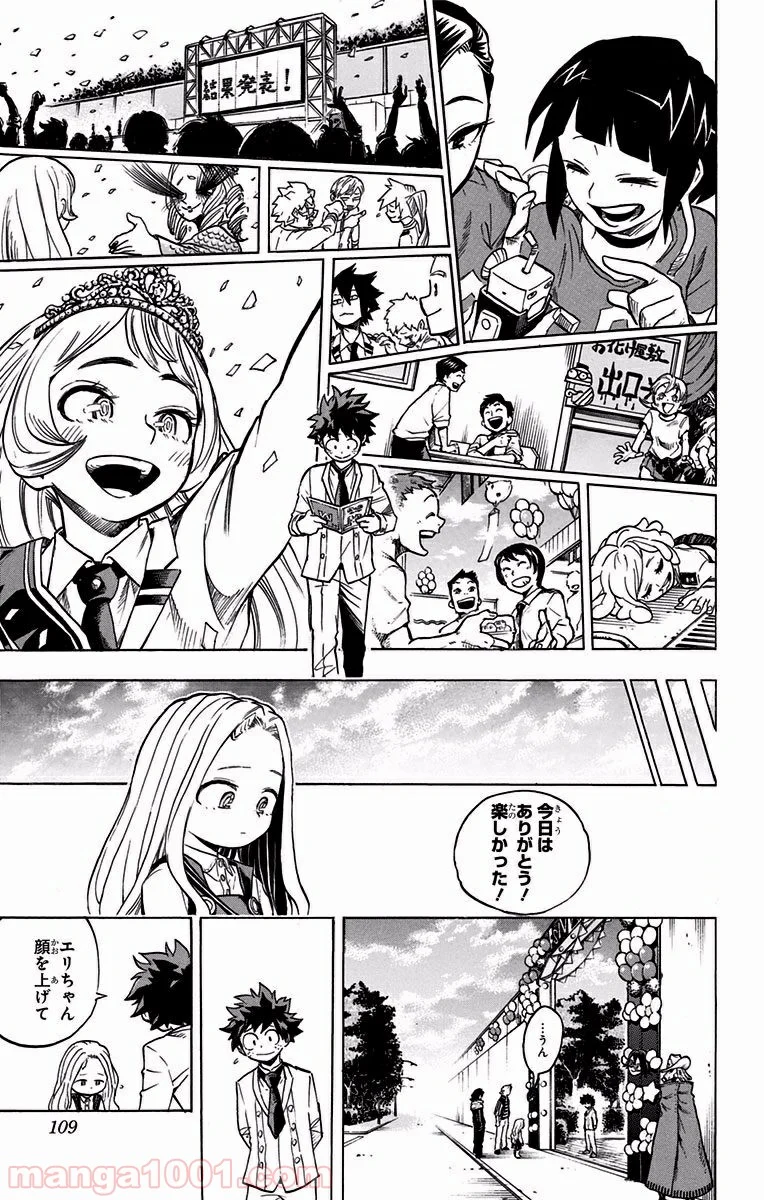 結果発表!
お化け屋敷
出口
今日は
ありがとう!
楽しかった!
…うん
エリちゃん
顔を上げて
109
manga1001.com